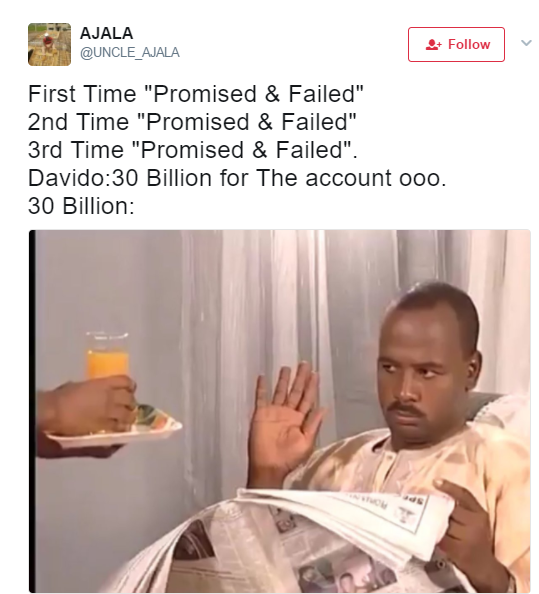 AJALA
@UNCLE_AJALA
Follow
First Time "Promised & Failed"
2nd Time "Promised & Failed"
3rd Time "Promised & Failed".
Davido:30 Billion for The account ooo.
30 Billion: